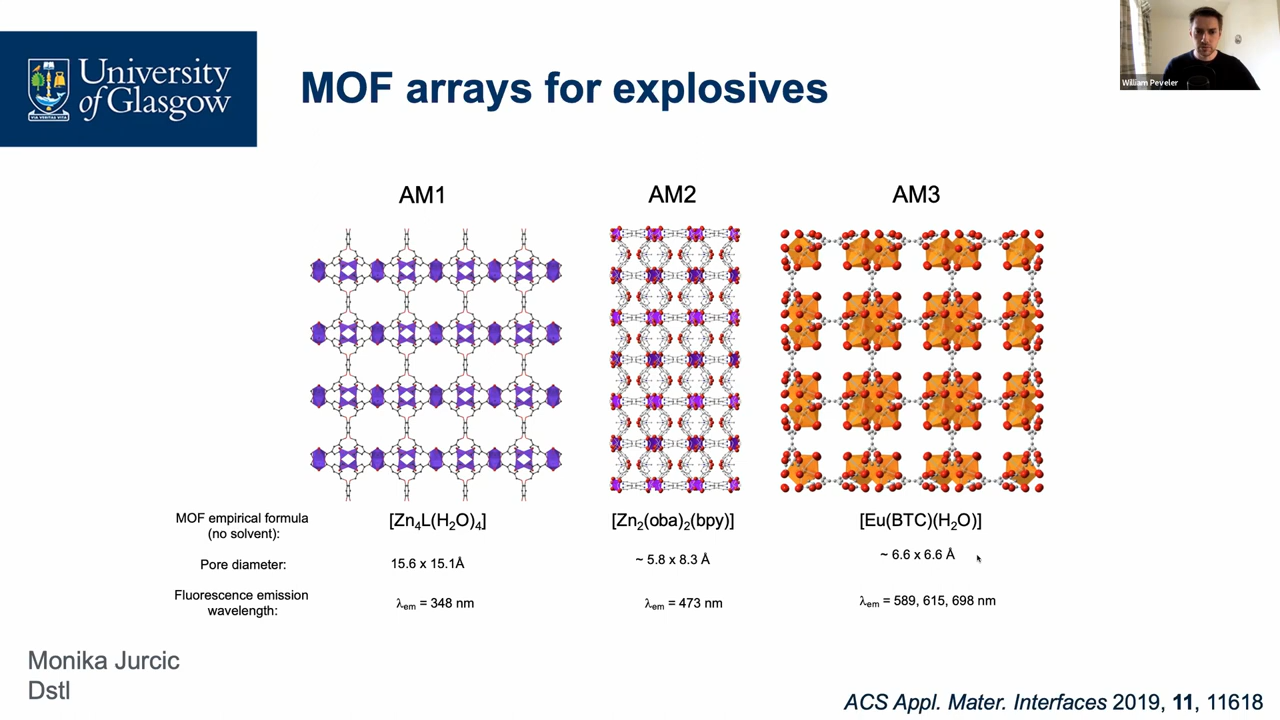 University
of Glasgow
VIA VERITAS VITA
MOF arrays for explosives
William Peveler
AM1
AM2
AM3
MOF empirical formula
(no solvent):
[Zn₄L(H₂O)₄]
[Zn₂(oba)₂(bpy)]
[Eu(BTC)(H₂O)]
Pore diameter:
15.6 x 15.1Å
~ 5.8 x 8.3 Å
~ 6.6 x 6.6 Å
Fluorescence emission
wavelength:
λem = 348 nm
λem = 473 nm
λem = 589, 615, 698 nm
Monika Jurcic
Dstl
ACS Appl. Mater. Interfaces 2019, 11, 11618